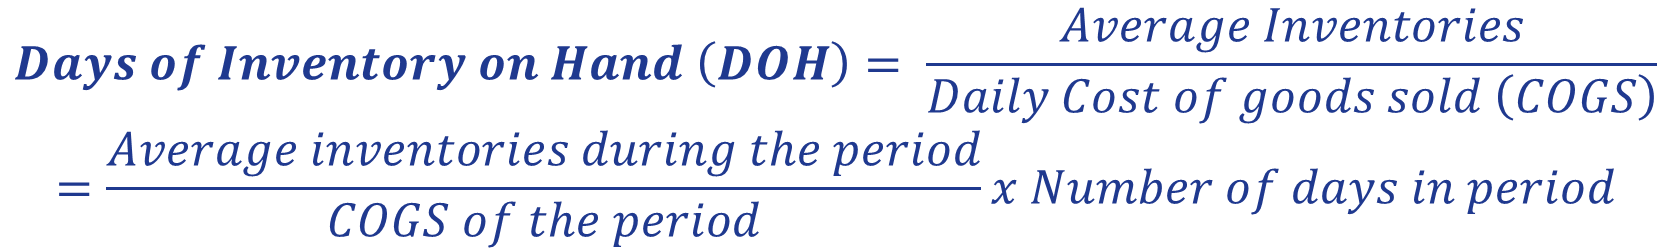 Days of Inventory on Hand (DOH) = Average Inventories / Daily Cost of goods sold (COGS)
= Average inventories during the period / COGS of the period x Number of days in period